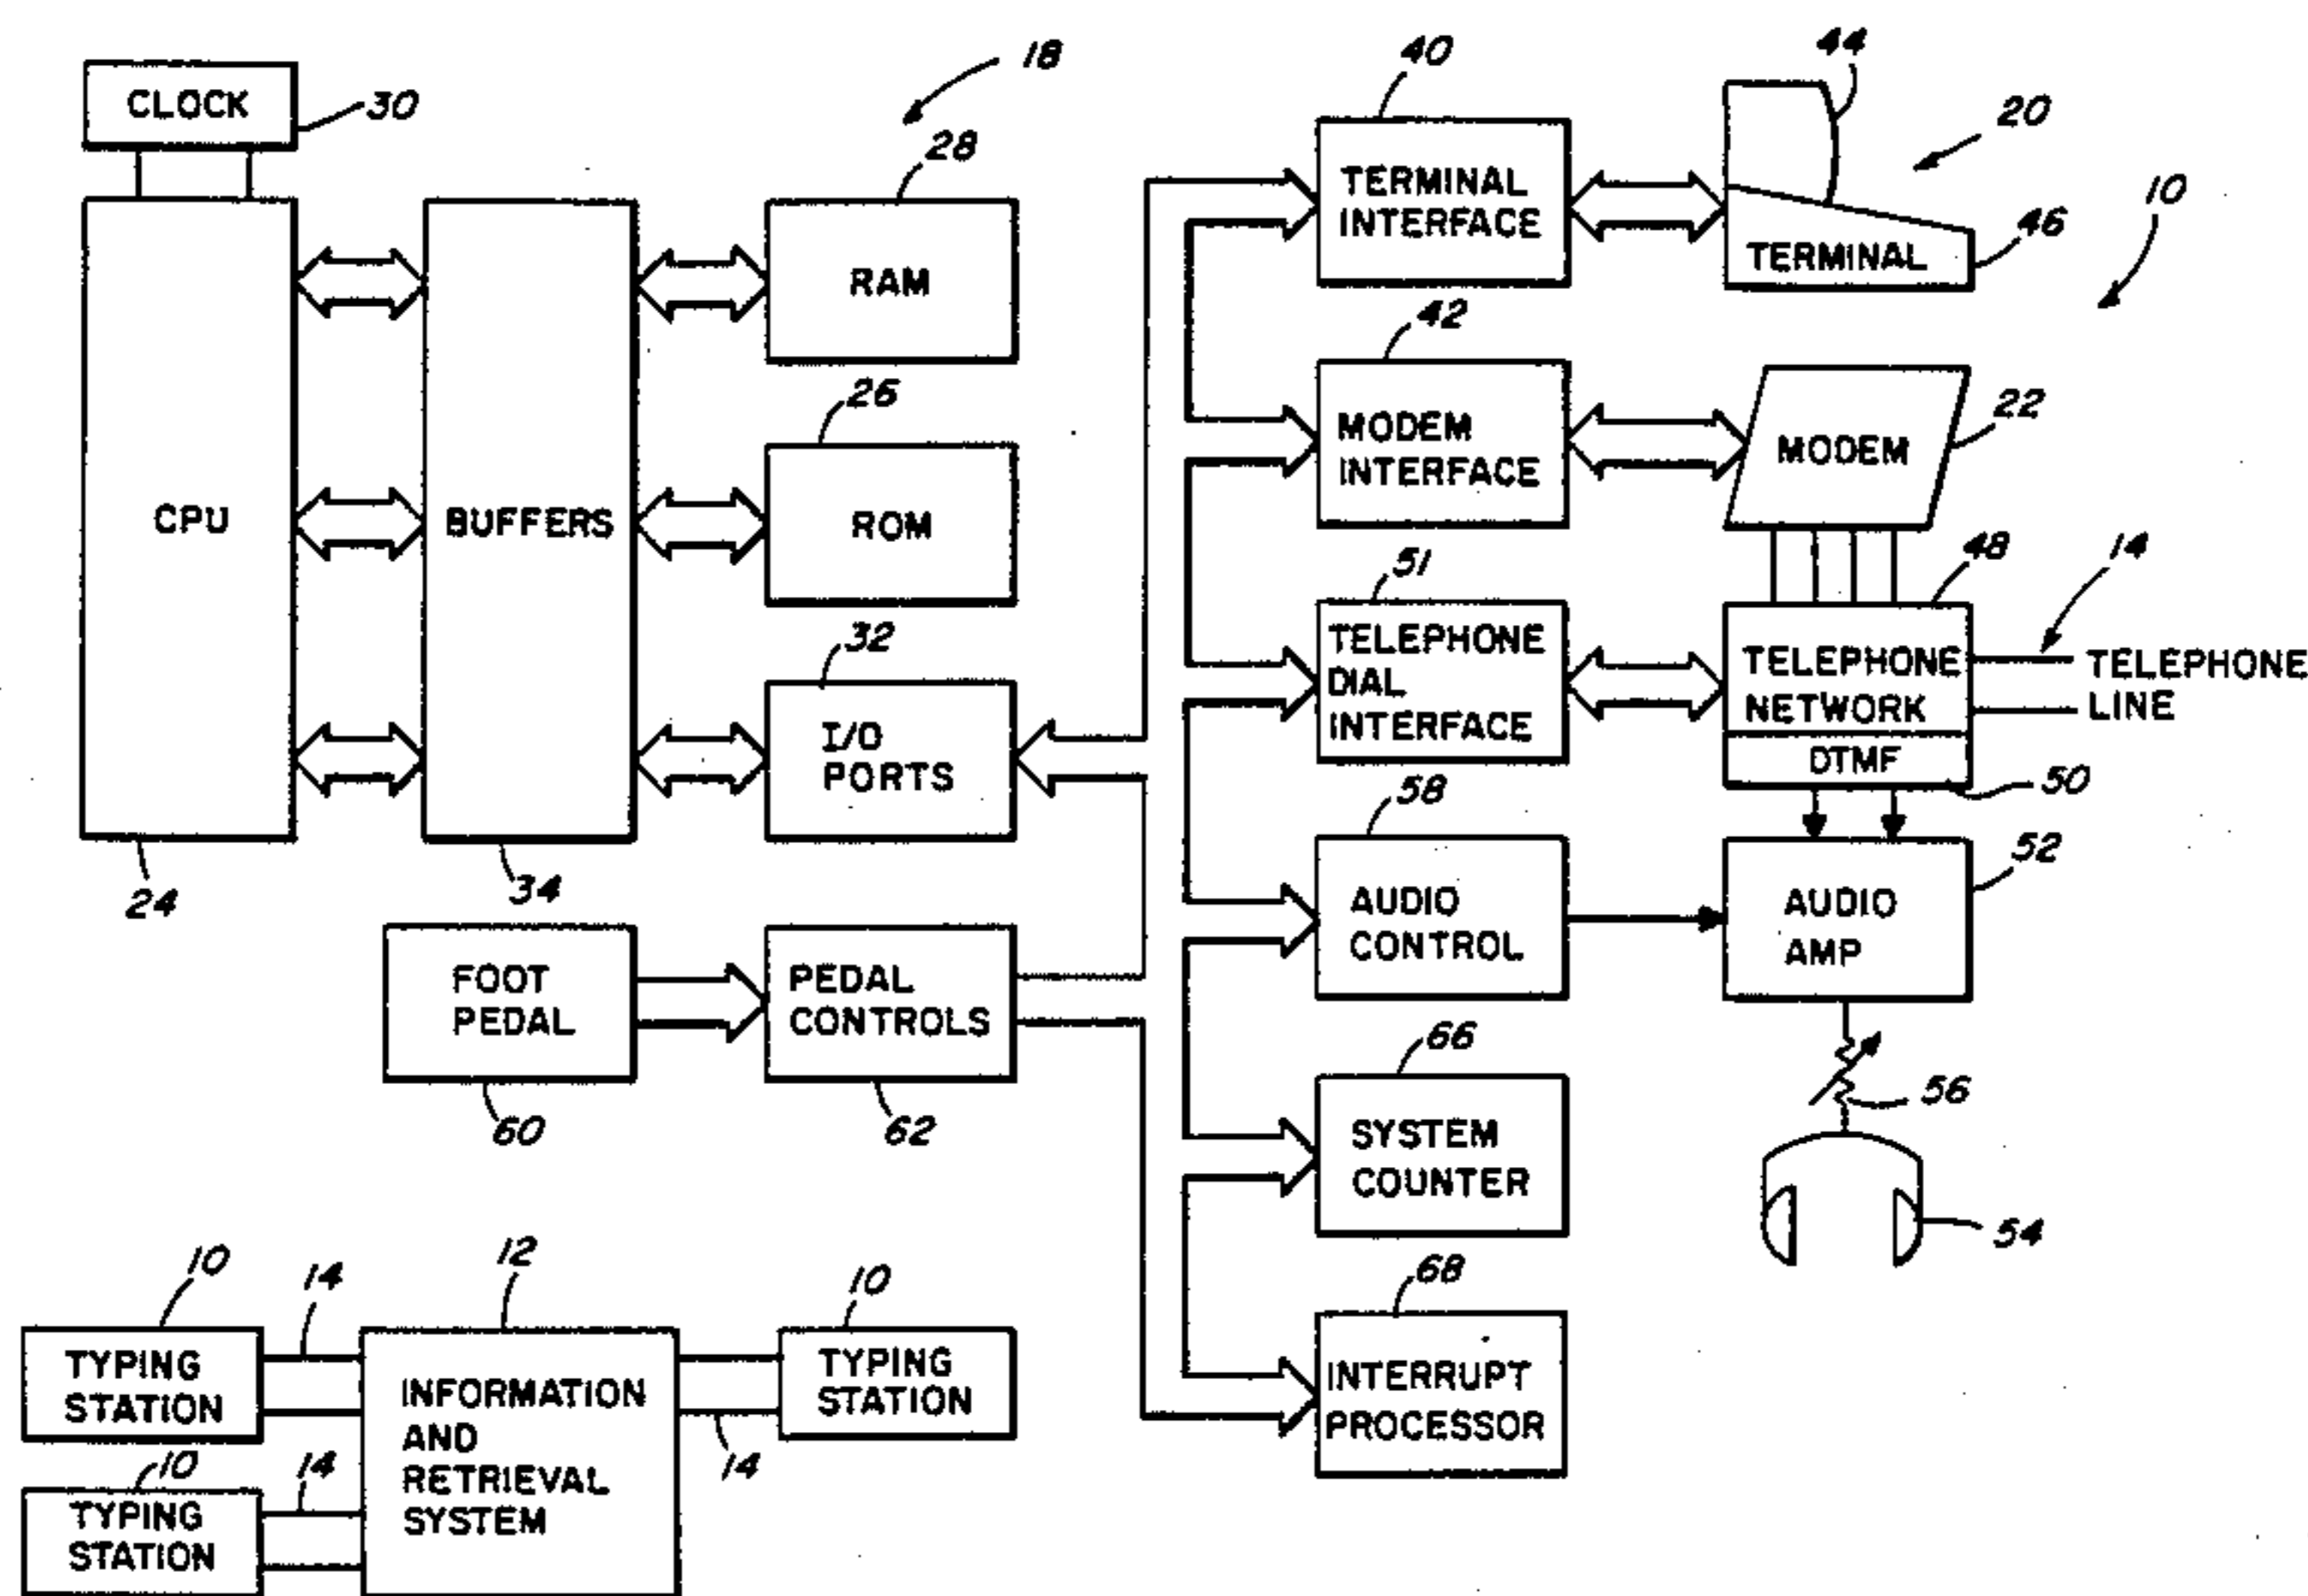 CLOCK
30
18
28
40
44
20
10
46
TERMINAL
INTERFACE
TERMINAL
RAM
42
26
22
MODEM
INTERFACE
MODEM
CPU
BUFFERS
ROM
51
48
14
32
TELEPHONE
DIAL
INTERFACE
TELEPHONE
NETWORK
TELEPHONE
LINE
I/O
PORTS
DTMF
50
58
52
24
34
AUDIO
CONTROL
AUDIO
AMP
FOOT
PEDAL
PEDAL
CONTROLS
66
56
60
62
SYSTEM
COUNTER
54
10
14
12
10
68
TYPING
STATION
INFORMATION
AND
RETRIEVAL
SYSTEM
TYPING
STATION
INTERRUPT
PROCESSOR
10
14
14
TYPING
STATION